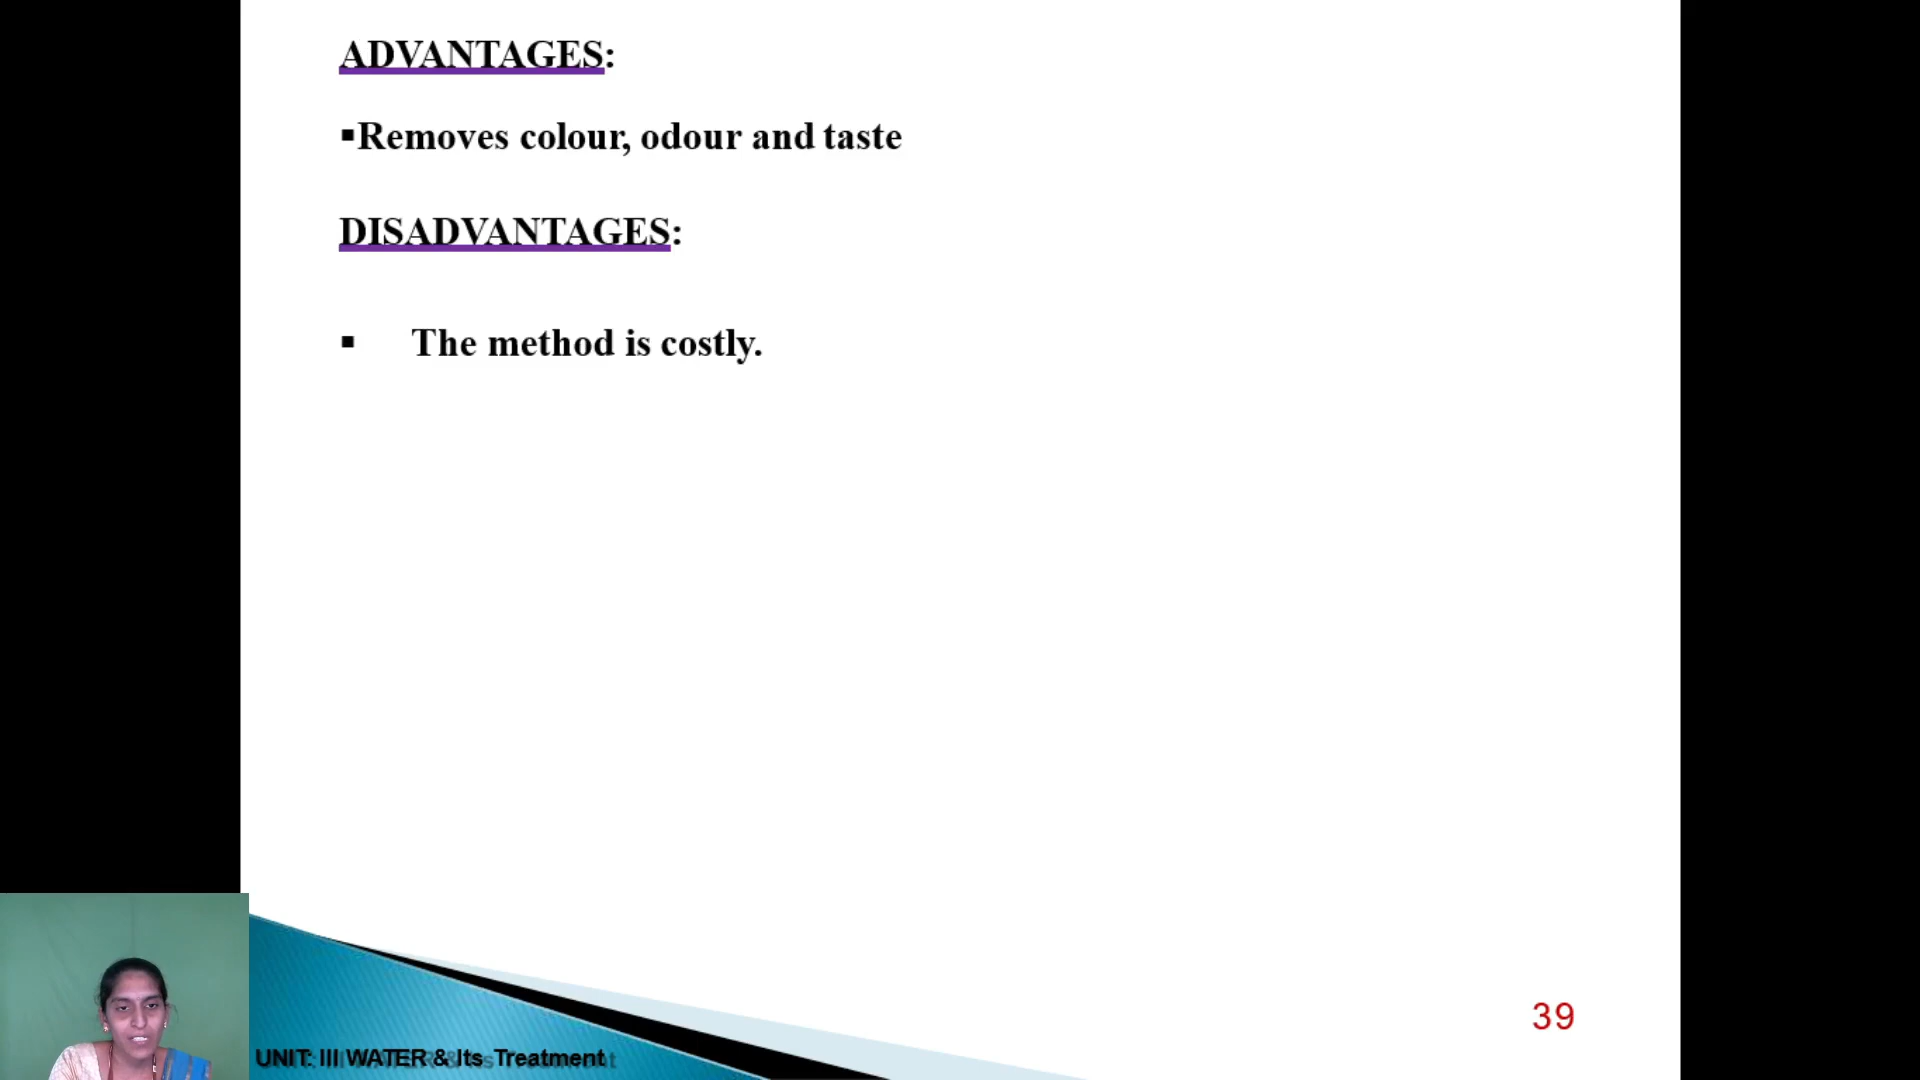 ADVANTAGES:
▪Removes colour, odour and taste
DISADVANTAGES:
▪ The method is costly.
39
UNIT: III WATER & Its Treatment